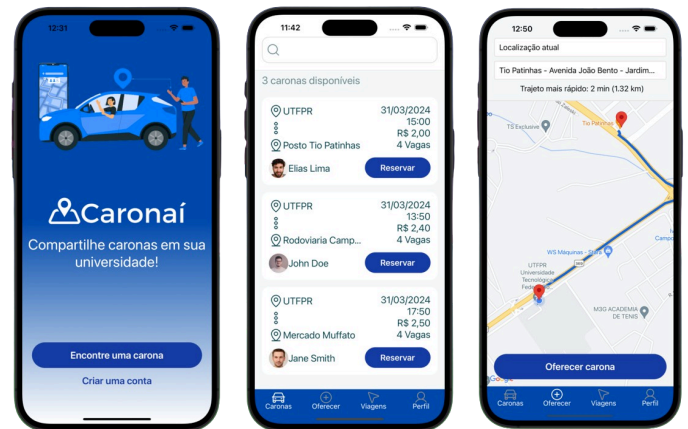 12:31
Caronaí
Compartilhe caronas em sua
universidade!
Encontre uma carona
Criar uma conta
11:42
3 caronas disponíveis
UTFPR
31/03/2024
15:00
R$ 2,00
Posto Tio Patinhas
4 Vagas
Elias Lima
Reservar
UTFPR
31/03/2024
13:50
R$ 2,40
Rodoviaria Camp...
4 Vagas
John Doe
Reservar
UTFPR
31/03/2024
17:50
R$ 2,50
Mercado Muffato
4 Vagas
Jane Smith
Reservar
Caronas
Oferecer
Viagens
Perfil
12:50
Localização atual
Tio Patinhas - Avenida João Bento - Jardim...
Trajeto mais rápido: 2 min (1.32 km)
TS Exclusive
Tio Patinhas
WS Máquinas - Stara
UTFPR
Universidade
Tecnológica
M3G ACADEMIA
DE TENIS
Oferecer carona
Google
Caronas
Oferecer
Viagens
Perfil